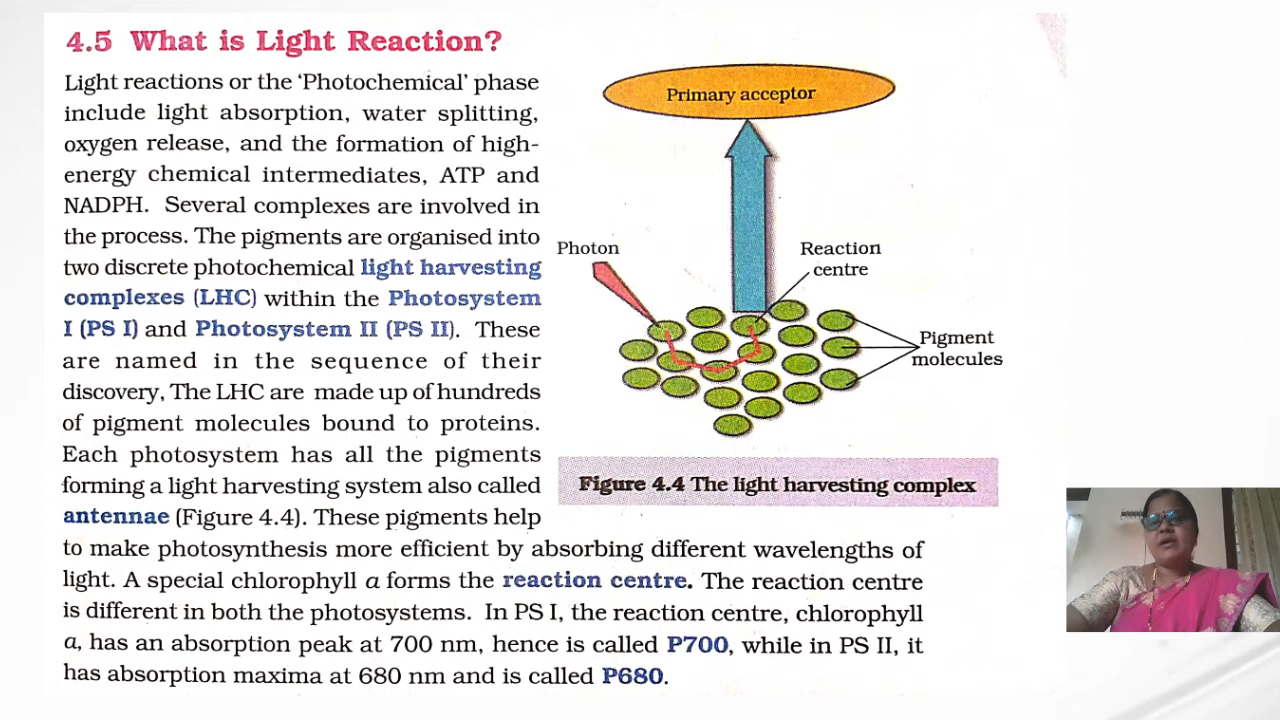 4.5 What is Light Reaction?
Light reactions or the ‘Photochemical’ phase
include light absorption, water splitting,
oxygen release, and the formation of high-
energy chemical intermediates, ATP and
NADPH. Several complexes are involved in
the process. The pigments are organised into
two discrete photochemical light harvesting
complexes (LHC) within the Photosystem
I (PS I) and Photosystem II (PS II). These
are named in the sequence of their
discovery, The LHC are made up of hundreds
of pigment molecules bound to proteins.
Each photosystem has all the pigments
forming a light harvesting system also called
antennae (Figure 4.4). These pigments help
to make photosynthesis more efficient by absorbing different wavelengths of
light. A special chlorophyll a forms the reaction centre. The reaction centre
is different in both the photosystems. In PS I, the reaction centre, chlorophyll
a, has an absorption peak at 700 nm, hence is called P700, while in PS II, it
has absorption maxima at 680 nm and is called P680.
Primary acceptor
Photon
Reaction
centre
Pigment
molecules
Figure 4.4 The light harvesting complex